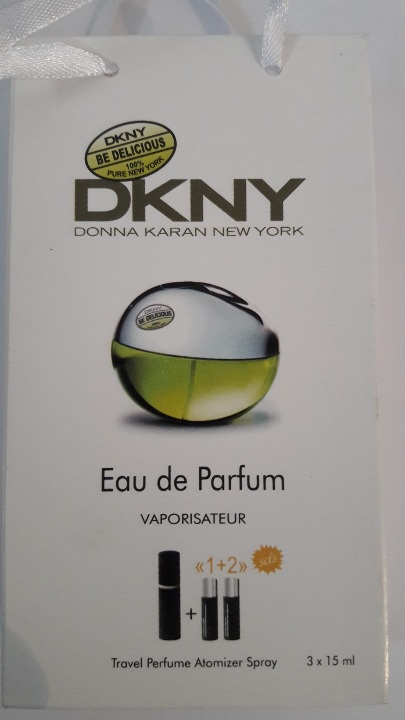 DKNY
BE DELICIOUS
100%
PURE NEW YORK
DKNY
DONNA KARAN NEW YORK
DKNY
BE DELICIOUS
Eau de Parfum
VAPORISATEUR
«1+2»
+
Travel Perfume Atomizer Spray 3 x 15 ml